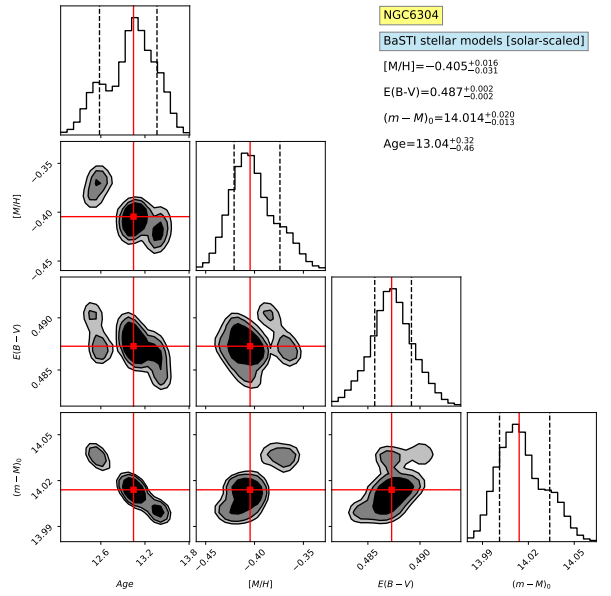 NGC6304
BaSTI stellar models [solar-scaled]
[M/H]=−0.405+0.016−0.031
E(B-V)=0.487+0.002−0.002
(m − M)0=14.014+0.020−0.013
Age=13.04+0.32−0.46
−0.35
−0.40
−0.45
[M/H]
0.490
0.485
E(B − V)
14.05
14.02
13.99
(m − M)0
12.6 13.2 13.8
−0.45 −0.40 −0.35
0.485 0.490
13.99 14.02 14.05
Age [M/H] E(B − V) (m − M)0